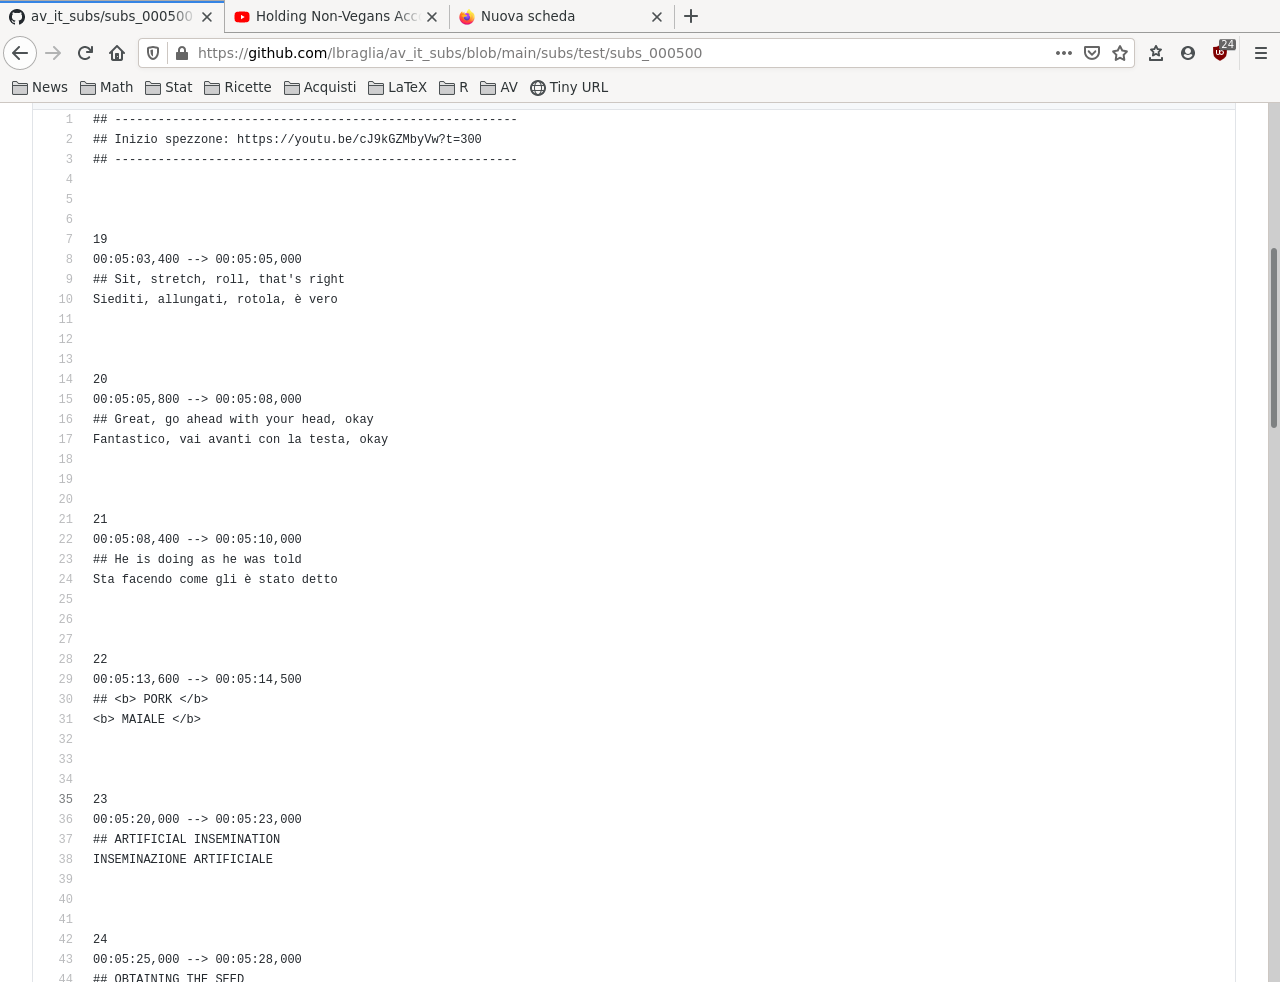 av_it_subs/subs_000500
Holding Non-Vegans Acc
Nuova scheda
https://github.com/lbraglia/av_it_subs/blob/main/subs/test/subs_000500
24
News Math Stat Ricette Acquisti LaTeX R AV Tiny URL
1 ## --------------------------------------------------------
2 ## Inizio spezzone: https://youtu.be/cJ9kGZMbyVw?t=300
3 ## --------------------------------------------------------
4
5
6
7 19
8 00:05:03,400 --> 00:05:05,000
9 ## Sit, stretch, roll, that's right
10 Siediti, allungati, rotola, è vero
11
12
13
14 20
15 00:05:05,800 --> 00:05:08,000
16 ## Great, go ahead with your head, okay
17 Fantastico, vai avanti con la testa, okay
18
19
20
21 21
22 00:05:08,400 --> 00:05:10,000
23 ## He is doing as he was told
24 Sta facendo come gli è stato detto
25
26
27
28 22
29 00:05:13,600 --> 00:05:14,500
30 ## <b> PORK </b>
31 <b> MAIALE </b>
32
33
34
35 23
36 00:05:20,000 --> 00:05:23,000
37 ## ARTIFICIAL INSEMINATION
38 INSEMINAZIONE ARTIFICIALE
39
40
41
42 24
43 00:05:25,000 --> 00:05:28,000
44 ## OBTAINING THE SEED